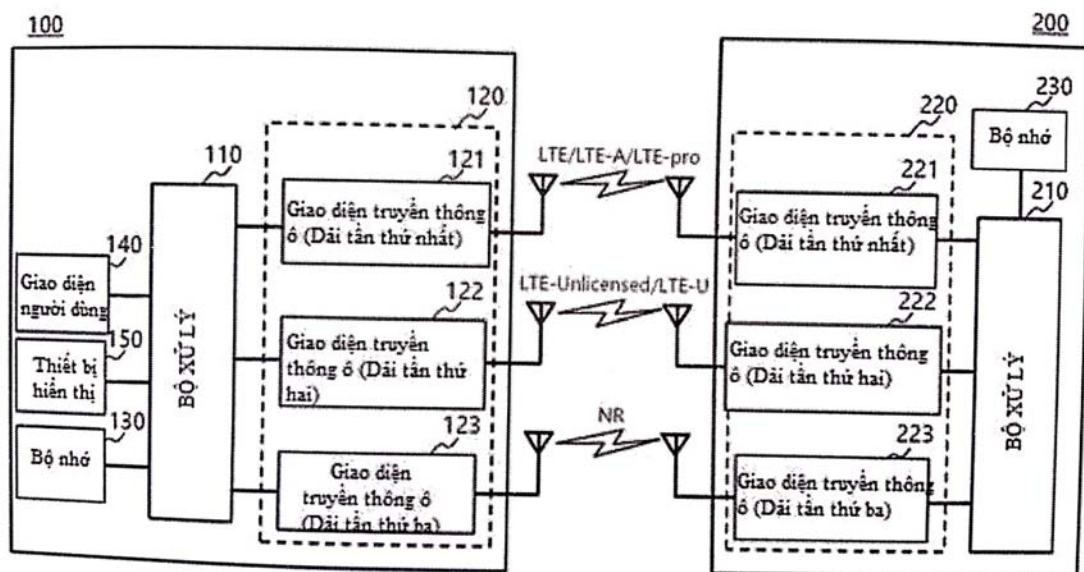 100
200
120
121
110
Giao diện truyền thông
ô (Dải tần thứ nhất)
140
Giao diện
người dùng
150
Thiết bị
hiển thị
130
Bộ nhớ
BỘ XỬ LÝ
122
Giao diện truyền
thông ô (Dải tần thứ
hai)
123
Giao diện
truyền thông ô
(Dải tần thứ ba)
LTE/LTE-A/LTE-pro
LTE-Unlicensed/LTE-U
NR
220
221
Giao diện truyền thông
ô (Dải tần thứ nhất)
222
Giao diện truyền thông
ô (Dải tần thứ hai)
223
Giao diện truyền thông
ô (Dải tần thứ ba)
230
Bộ nhớ
210
BỘ XỬ LÝ